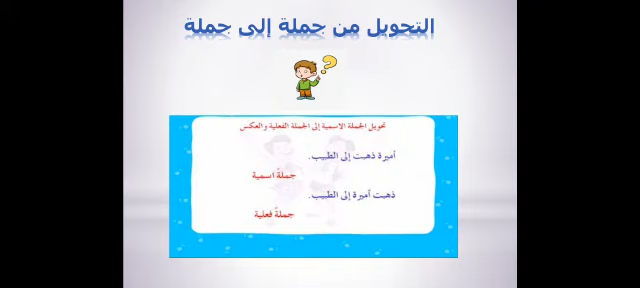 التحويل من جملة إلى جملة
?
تحويل الجملة الاسمية إلى الجملة الفعلية والعكس
أميرة ذهبت إلى الطبيب.
جملةً اسمية
ذهبت أميرة إلى الطبيب.
جملةً فعلية